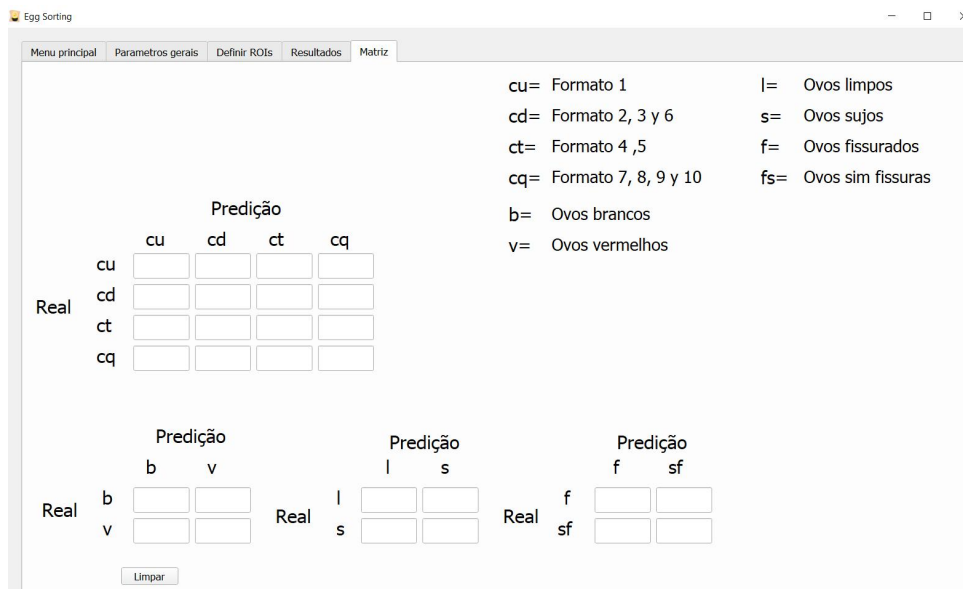 Egg Sorting
Menu principal Parametros gerais Definir ROIs Resultados Matriz
cu= Formato 1 l= Ovos limpos
cd= Formato 2, 3 y 6 s= Ovos sujos
ct= Formato 4 ,5 f= Ovos fissurados
cq= Formato 7, 8, 9 y 10 fs= Ovos sim fissuras
b= Ovos brancos
v= Ovos vermelhos
Predição
cu cd ct cq
cu
cd
Real
ct
cq
Predição
b v
Real
b
v
Predição
l s
Real
l
s
Predição
f sf
Real
f
sf
Limpar